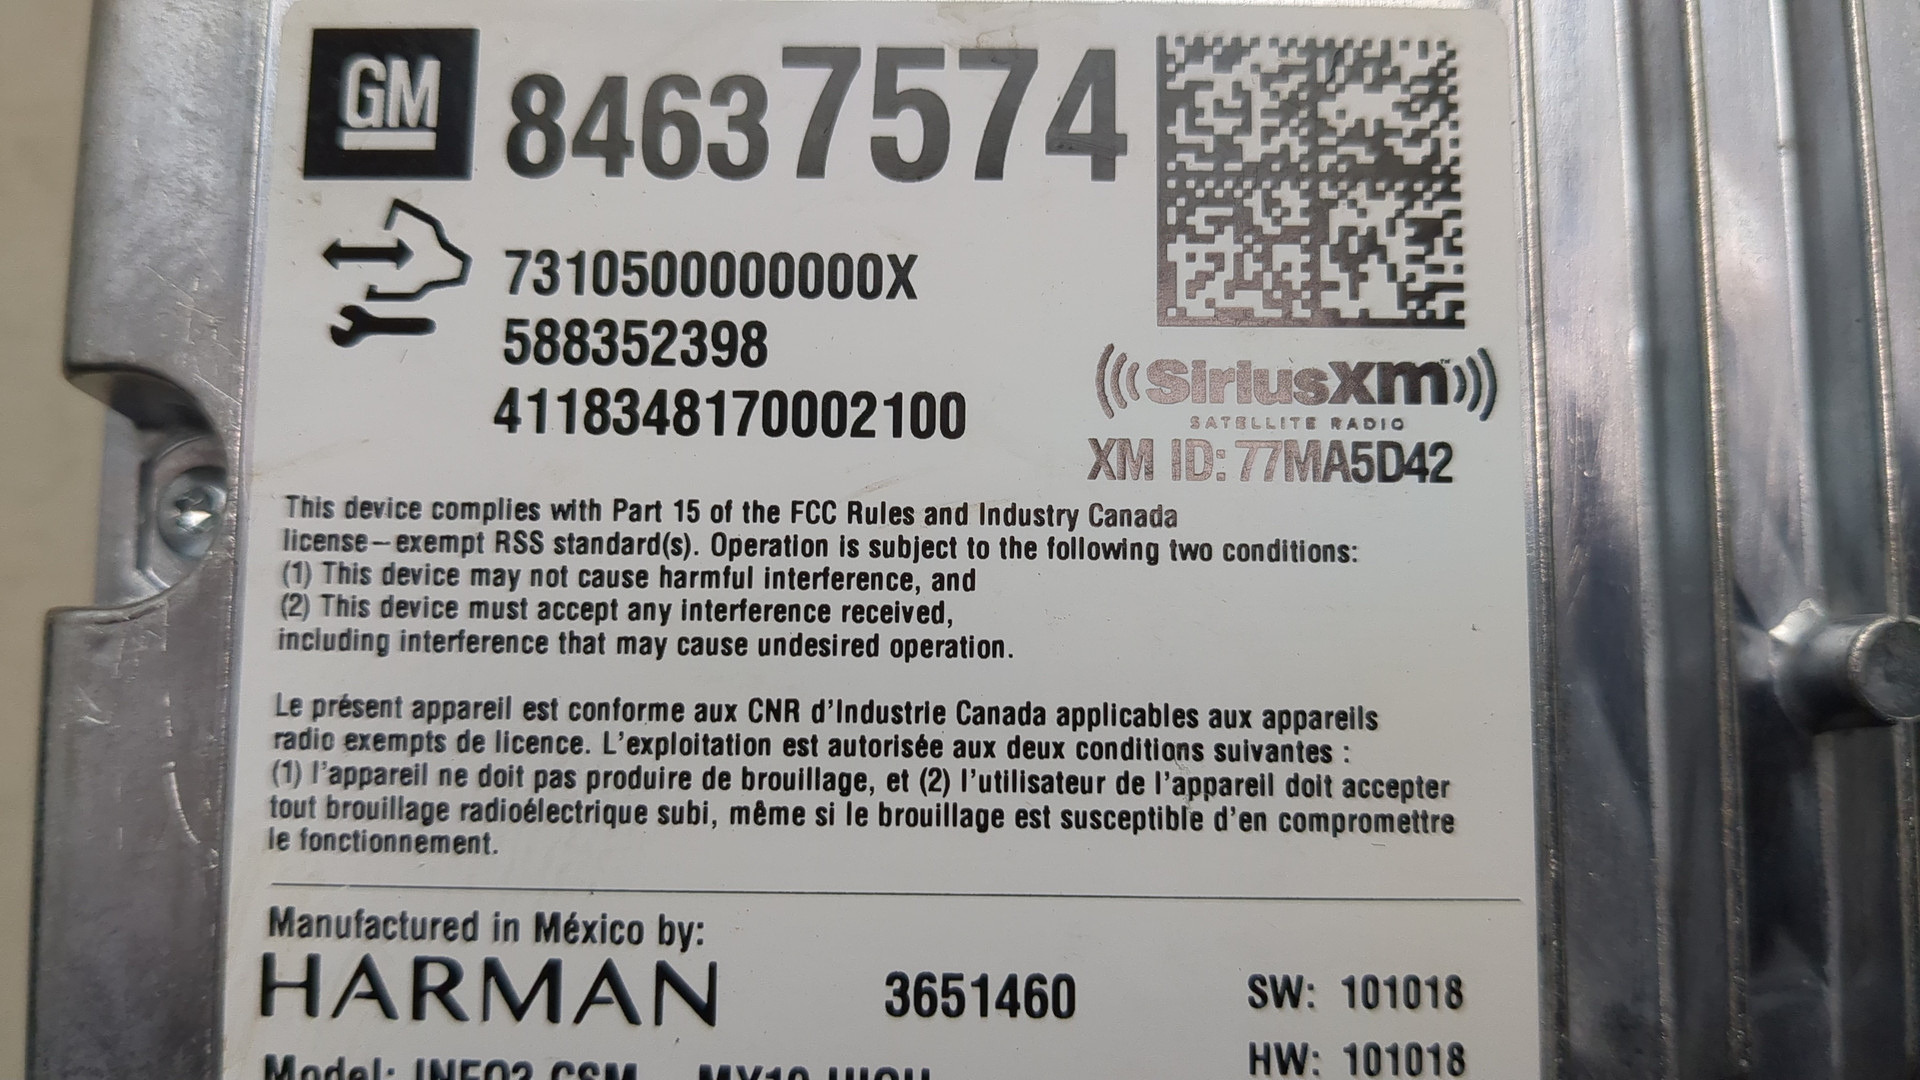 GM 84637574
7310500000000X
588352398
4118348170002100
((SiriusXM))™
SATELLITE RADIO
XM ID: 77MA5D42
This device complies with Part 15 of the FCC Rules and Industry Canada
license–exempt RSS standard(s). Operation is subject to the following two conditions:
(1) This device may not cause harmful interference, and
(2) This device must accept any interference received,
including interference that may cause undesired operation.
Le présent appareil est conforme aux CNR d'Industrie Canada applicables aux appareils
radio exempts de licence. L'exploitation est autorisée aux deux conditions suivantes :
(1) l'appareil ne doit pas produire de brouillage, et (2) l'utilisateur de l'appareil doit accepter
tout brouillage radioélectrique subi, même si le brouillage est susceptible d'en compromettre
le fonctionnement.
Manufactured in México by:
HARMAN 3651460 SW: 101018
Model: INFO3 CSM MY19 HIGH HW: 101018